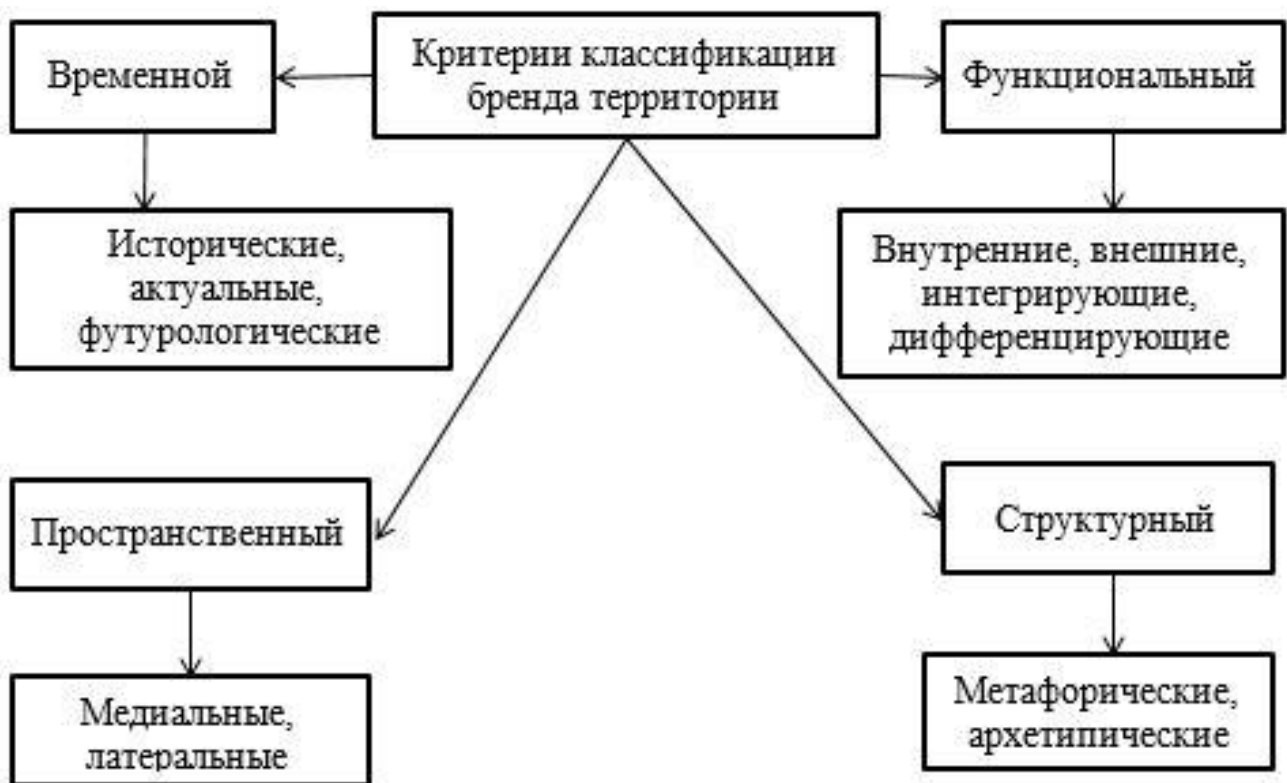 Временной
Критерии классификации
бренда территории
Функциональный
Исторические,
актуальные,
футурологические
Внутренние, внешние,
интегрирующие,
дифференцирующие
Пространственный
Структурный
Медиальные,
латеральные
Метафорические,
архетипические